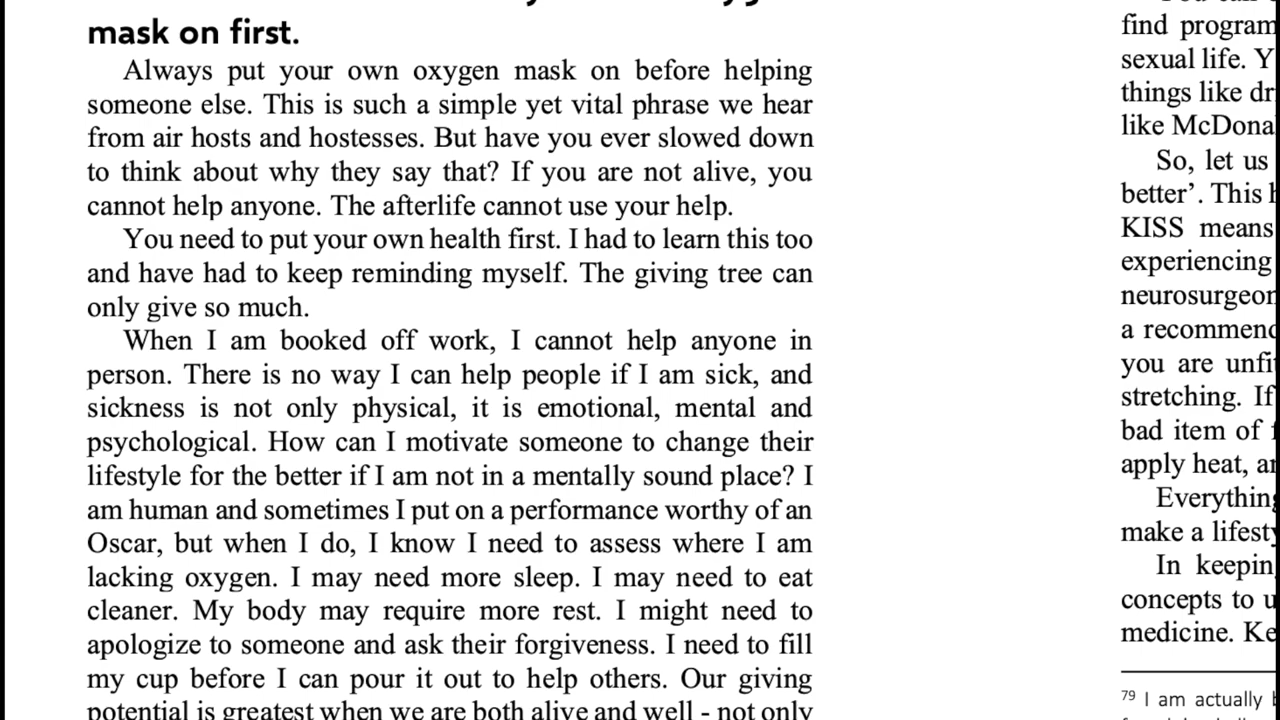 mask on first.
Always put your own oxygen mask on before helping
someone else. This is such a simple yet vital phrase we hear
from air hosts and hostesses. But have you ever slowed down
to think about why they say that? If you are not alive, you
cannot help anyone. The afterlife cannot use your help.
You need to put your own health first. I had to learn this too
and have had to keep reminding myself. The giving tree can
only give so much.
When I am booked off work, I cannot help anyone in
person. There is no way I can help people if I am sick, and
sickness is not only physical, it is emotional, mental and
psychological. How can I motivate someone to change their
lifestyle for the better if I am not in a mentally sound place? I
am human and sometimes I put on a performance worthy of an
Oscar, but when I do, I know I need to assess where I am
lacking oxygen. I may need more sleep. I may need to eat
cleaner. My body may require more rest. I might need to
apologize to someone and ask their forgiveness. I need to fill
my cup before I can pour it out to help others. Our giving
potential is greatest when we are both alive and well - not only
find program
sexual life. Y
things like dr
like McDona
So, let us
better’. This h
KISS means
experiencing
neurosurgeon
a recommend
you are unfi
stretching. If
bad item of f
apply heat, an
Everything
make a lifesty
In keepin
concepts to u
medicine. Ke
79 I am actually b